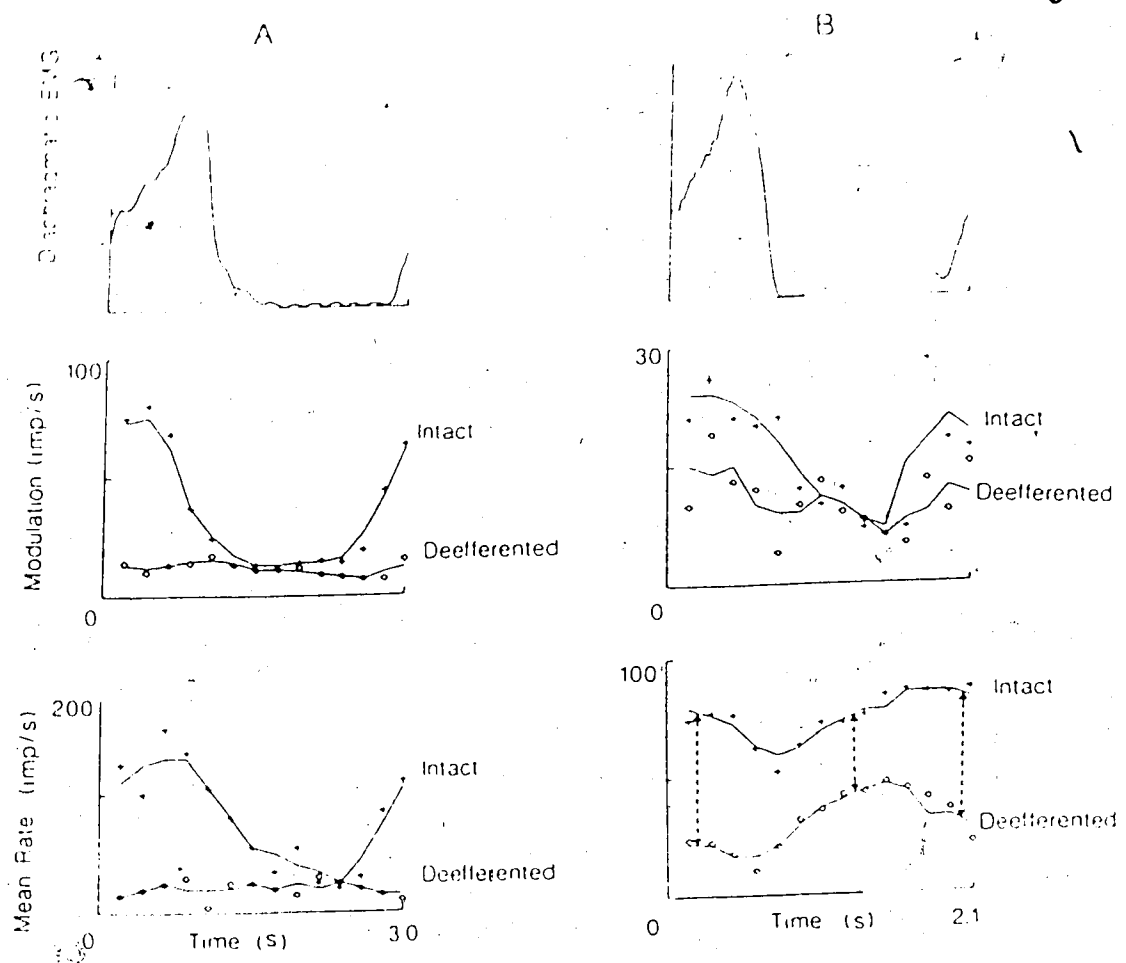 A
B
100
Modulation (imp/s)
Intact
Deefferented
0
30
Intact
Deefferented
0
200
Mean Rate (imp/s)
Intact
Deefferented
0
Time (s)
3.0
100
Intact
Deefferented
0
Time (s)
2.1